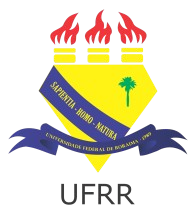 SAPIENTIA - HOMO - NATURA
UNIVERSIDADE FEDERAL DE RORAIMA - 1989
UFRR